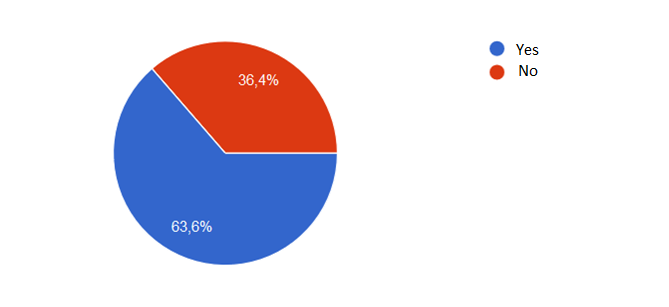 Yes
No
36,4%
63,6%